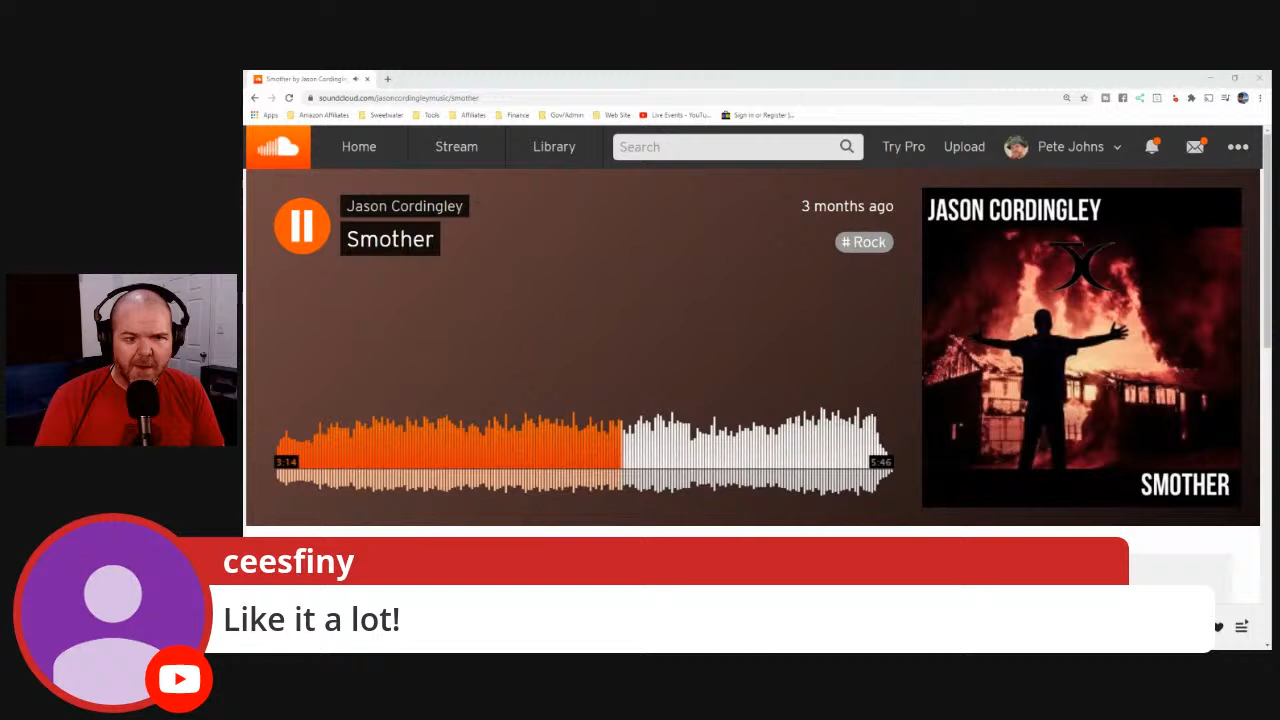 Smother by Jason Cordingle
soundcloud.com/jasoncordingleymusic/smother
Apps Amazon Affiliates Sweetwater Tools Affiliates Finance Gov/Admin Web Site Live Events - YouTu... Sign in or Register |...
Home Stream Library Search Try Pro Upload Pete Johns
Jason Cordingley
Smother
3 months ago
# Rock
3:14
5:46
JASON CORDINGLEY
SMOTHER
ceesfiny
Like it a lot!